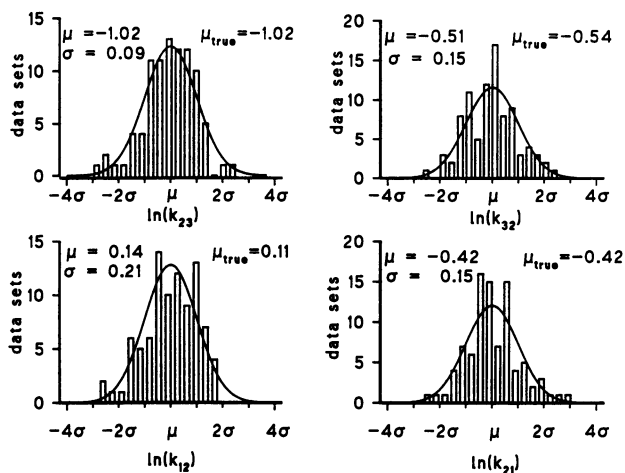 μ = −1.02
σ = 0.09
μtrue=−1.02
data sets
15
10
5
0
−4σ −2σ μ 2σ 4σ
ln(k23)
μ = −0.51
σ = 0.15
μtrue=−0.54
data sets
32
20
10
0
−4σ −2σ μ 2σ 4σ
ln(k32)
μ = 0.14
σ = 0.21
μtrue=0.11
data sets
15
10
5
0
−4σ −2σ μ 2σ 4σ
ln(k12)
μ = −0.42
σ = 0.15
μtrue=−0.42
data sets
20
15
10
5
0
−4σ −2σ μ 2σ 4σ
ln(k21)